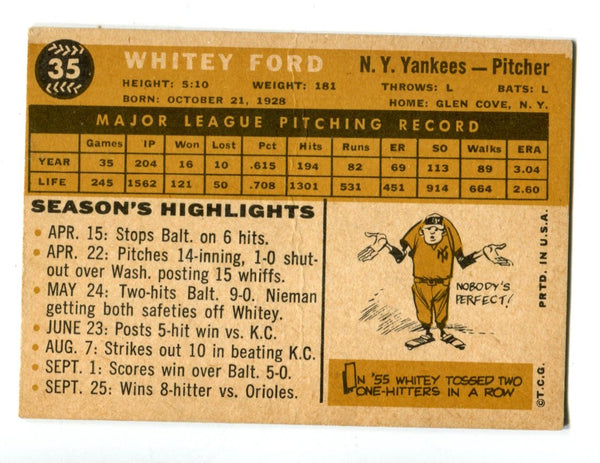 35
WHITEY FORD
N. Y. Yankees — Pitcher
HEIGHT: 5:10 WEIGHT: 181 THROWS: L BATS: L
BORN: OCTOBER 21, 1928 HOME: GLEN COVE, N. Y.
MAJOR LEAGUE PITCHING RECORD
Games IP Won Lost Pct Hits Runs ER SO Walks ERA
YEAR 35 204 16 10 .615 194 82 69 113 89 3.04
LIFE 245 1562 121 50 .708 1301 531 451 914 664 2.60
SEASON'S HIGHLIGHTS
• APR. 15: Stops Balt. on 6 hits.
• APR. 22: Pitches 14-inning, 1-0 shut-
out over Wash. posting 15 whiffs.
• MAY 24: Two-hits Balt. 9-0. Nieman
getting both safeties off Whitey.
• JUNE 23: Posts 5-hit win vs. K.C.
• AUG. 7: Strikes out 10 in beating K.C.
• SEPT. 1: Scores win over Balt. 5-0.
• SEPT. 25: Wins 8-hitter vs. Orioles.
NY
NOBODY'S
PERFECT!
IN '55 WHITEY TOSSED TWO
ONE-HITTERS IN A ROW
©T.C.G. PRTD. IN U.S.A.